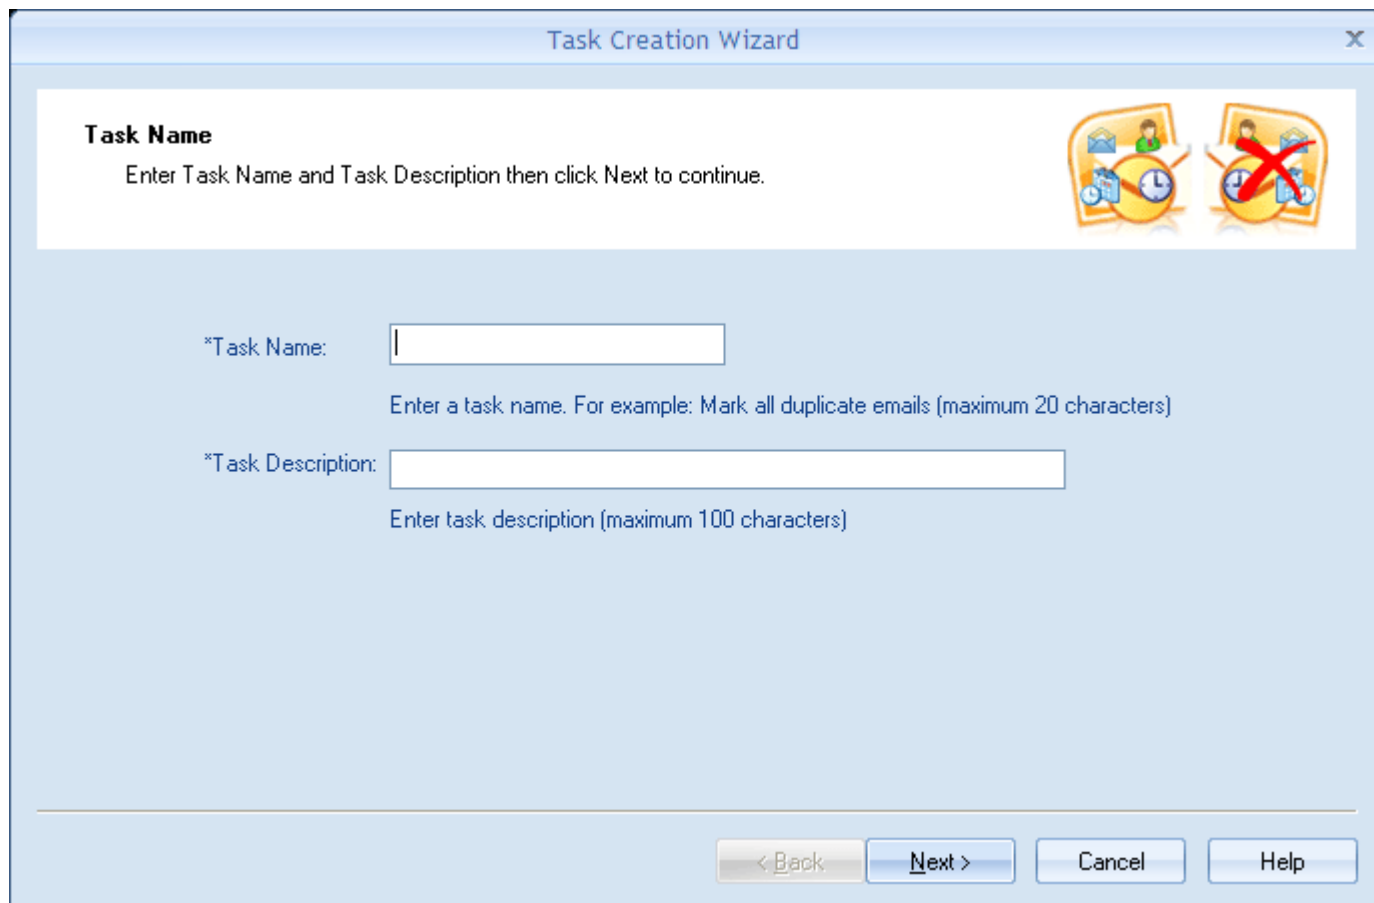 Task Creation Wizard
Task Name
Enter Task Name and Task Description then click Next to continue.
*Task Name:
Enter a task name. For example: Mark all duplicate emails (maximum 20 characters)
*Task Description:
Enter task description (maximum 100 characters)
< Back Next > Cancel Help